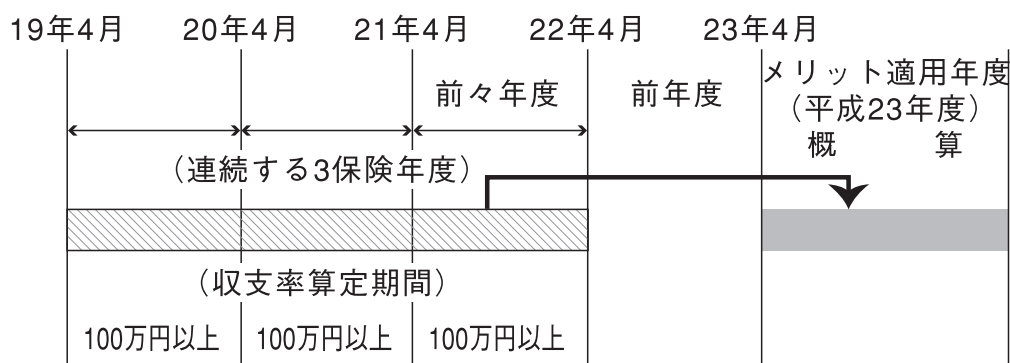 19年4月 20年4月 21年4月 22年4月 23年4月
前々年度 前年度 メリット適用年度
（平成23年度）
概 算
（連続する3保険年度）
（収支率算定期間）
100万円以上 100万円以上 100万円以上